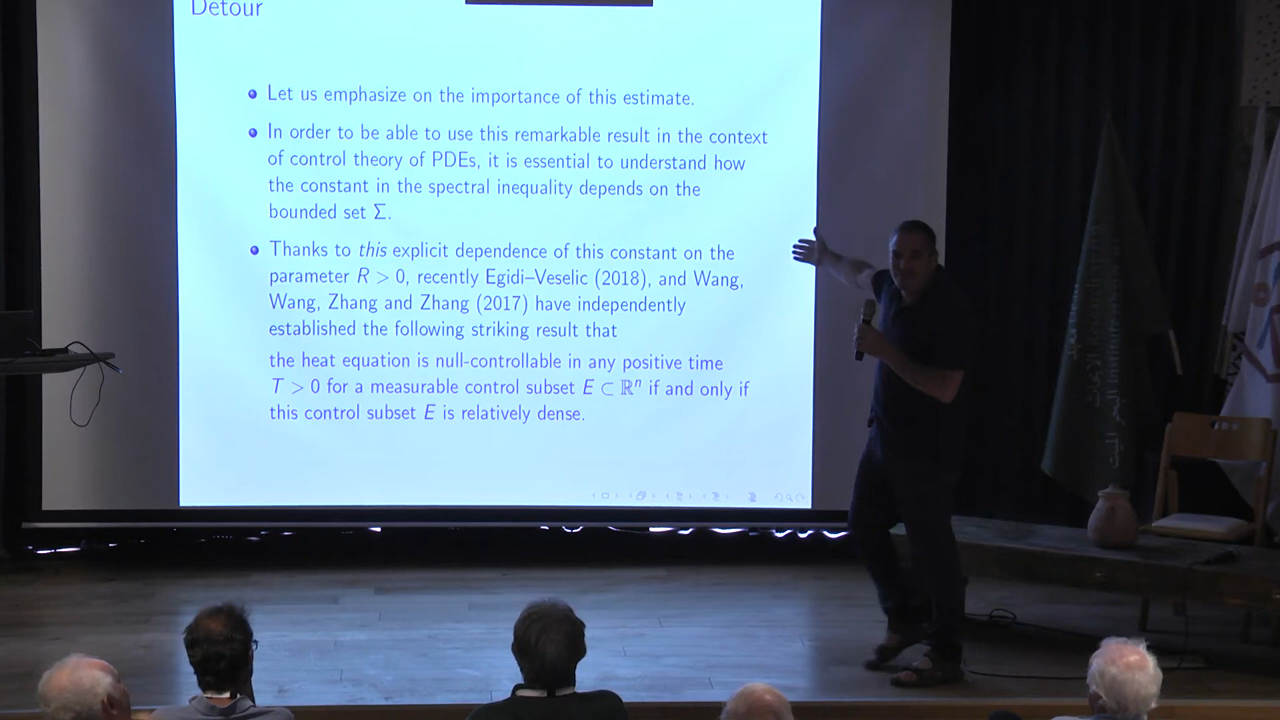 Detour
Let us emphasize on the importance of this estimate.
In order to be able to use this remarkable result in the context
of control theory of PDEs, it is essential to understand how
the constant in the spectral inequality depends on the
bounded set Σ.
Thanks to this explicit dependence of this constant on the
parameter R > 0, recently Egidi–Veselic (2018), and Wang,
Wang, Zhang and Zhang (2017) have independently
established the following striking result that
the heat equation is null-controllable in any positive time
T > 0 for a measurable control subset E ⊂ ℝⁿ if and only if
this control subset E is relatively dense.
البحر الميت